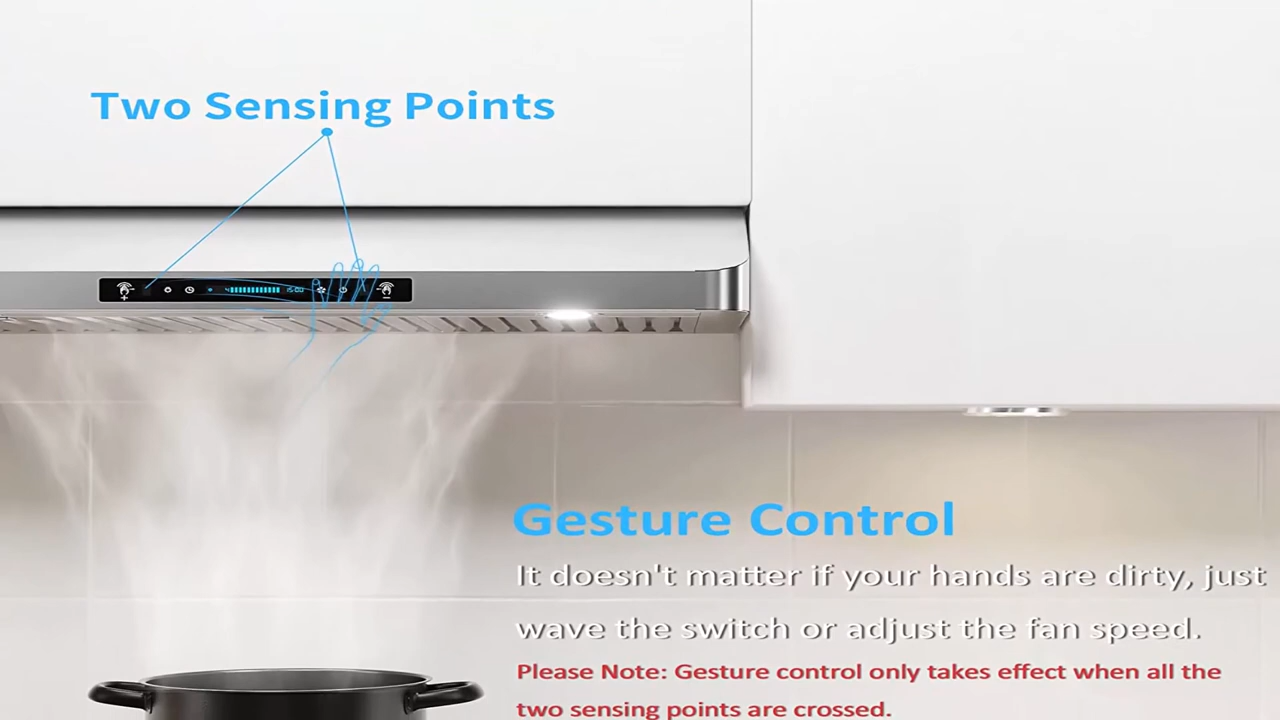 Two Sensing Points
Gesture Control
It doesn't matter if your hands are dirty, just
wave the switch or adjust the fan speed.
Please Note: Gesture control only takes effect when all the
two sensing points are crossed.